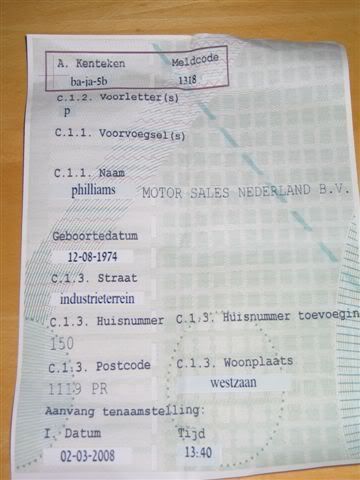 A. Kenteken Meldcode
ba-ja-5b 1318
C.1.2. Voorletter(s)
p
C.1.1. Voorvoegsel(s)
C.1.1. Naam
philliams MOTOR SALES NEDERLAND B.V.
Geboortedatum
12-08-1974
C.1.3. Straat
industrieterrein
C.1.3. Huisnummer C.1.3. Huisnummer toevoegin
150
C.1.3. Postcode C.1.3. Woonplaats
1119 PR westzaan
Aanvang tenaamstelling:
I. Datum Tijd
02-03-2008 13:40